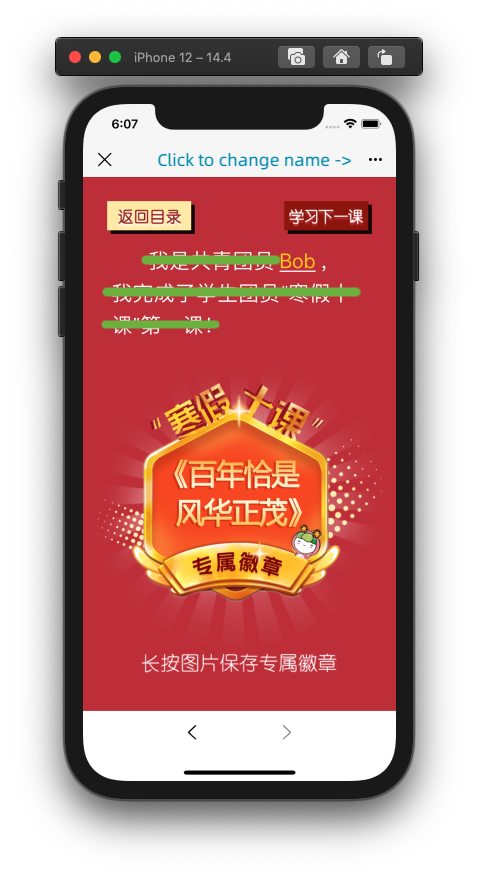 iPhone 12 – 14.4
6:07
Click to change name ->
返回目录
学习下一课
我是共青团员 Bob ，
我完成了学生团员“寒假十
课”第一课！
“寒假十课”
《百年恰是
风华正茂》
专属徽章
长按图片保存专属徽章